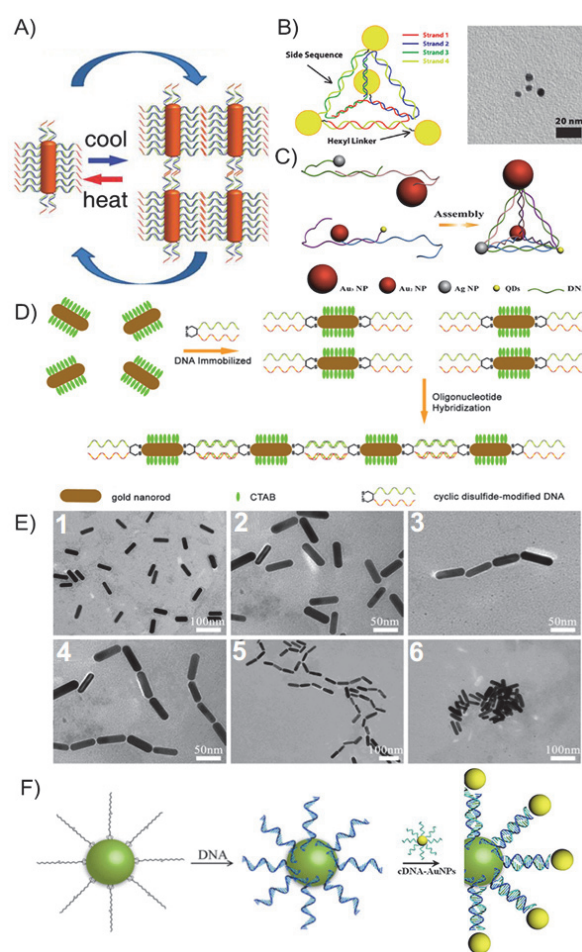 A)
cool
heat
B)
Strand 1
Strand 2
Strand 3
Strand 4
Side Sequence
Hexyl Linker
20 nm
C)
Assembly
Au₅ NP
Ag NP
QDs
DN
D)
DNA Immobilized
Oligonucleotide
Hybridization
gold nanorod
CTAB
cyclic disulfide-modified DNA
E)
1
100nm
2
50nm
3
50nm
4
50nm
5
100nm
6
100nm
F)
DNA
cDNA-AuNPs